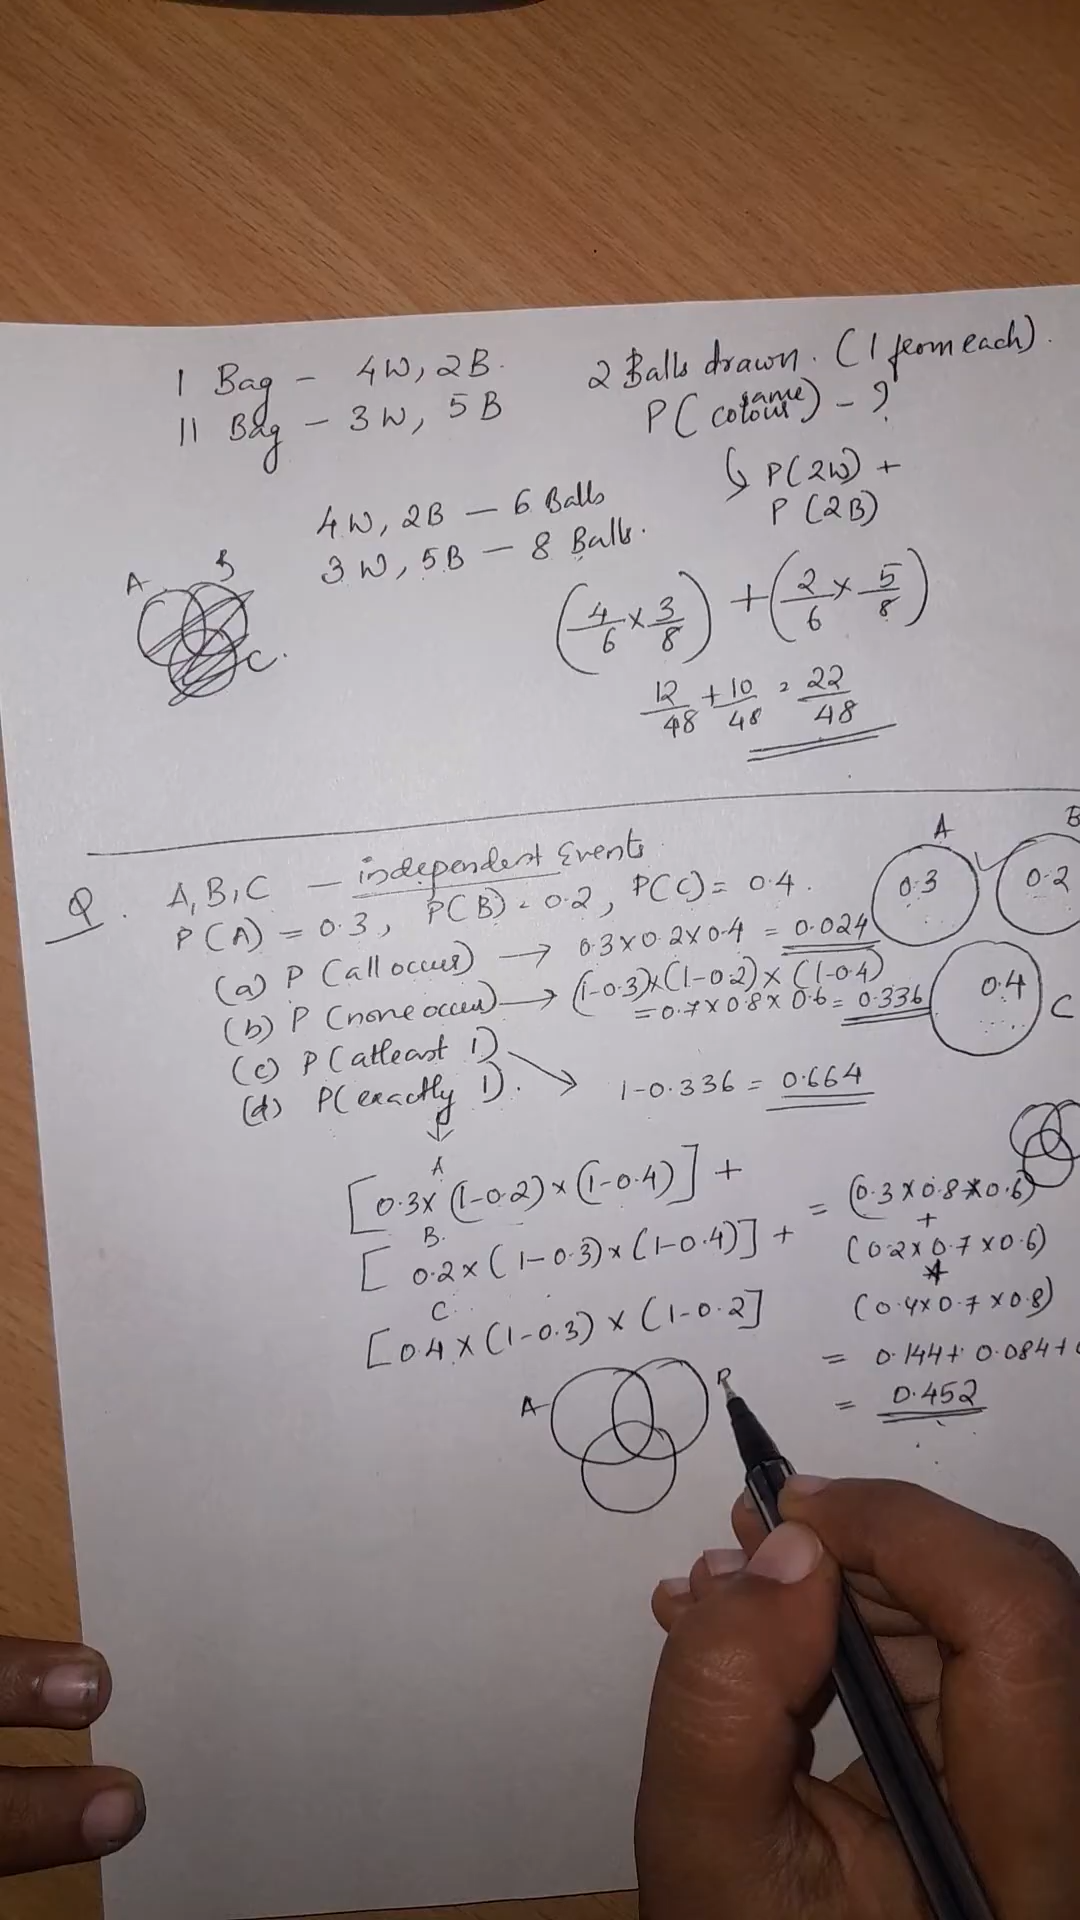 I Bag - 4W, 2B.
II Bag - 3W, 5B
2 Balls drawn. (1 from each).
P(same colour) - ?
↳ P(2W) +
P(2B)
4W, 2B - 6 Balls
3W, 5B - 8 Balls.
A B
C.
(4/6 × 3/8) + (2/6 × 5/8)
12/48 + 10/48 = 22/48
Q. A, B, C - independent Events.
P(A) = 0.3, P(B) = 0.2, P(C) = 0.4.
(a) P(all occur) → 0.3×0.2×0.4 = 0.024
(b) P(none occur) → (1-0.3)×(1-0.2)×(1-0.4)
= 0.7×0.8×0.6 = 0.336
(c) P(atleast 1) → 1-0.336 = 0.664
(d) P(exactly 1).
↓
A B
0.3 0.2
0.4 C
A
[0.3×(1-0.2)×(1-0.4)] +
B.
[0.2×(1-0.3)×(1-0.4)] +
C
[0.4×(1-0.3)×(1-0.2]
= (0.3×0.8×0.6)
+
(0.2×0.7×0.6)
+
(0.4×0.7×0.8)
= 0.144 + 0.084 +
= 0.452
A